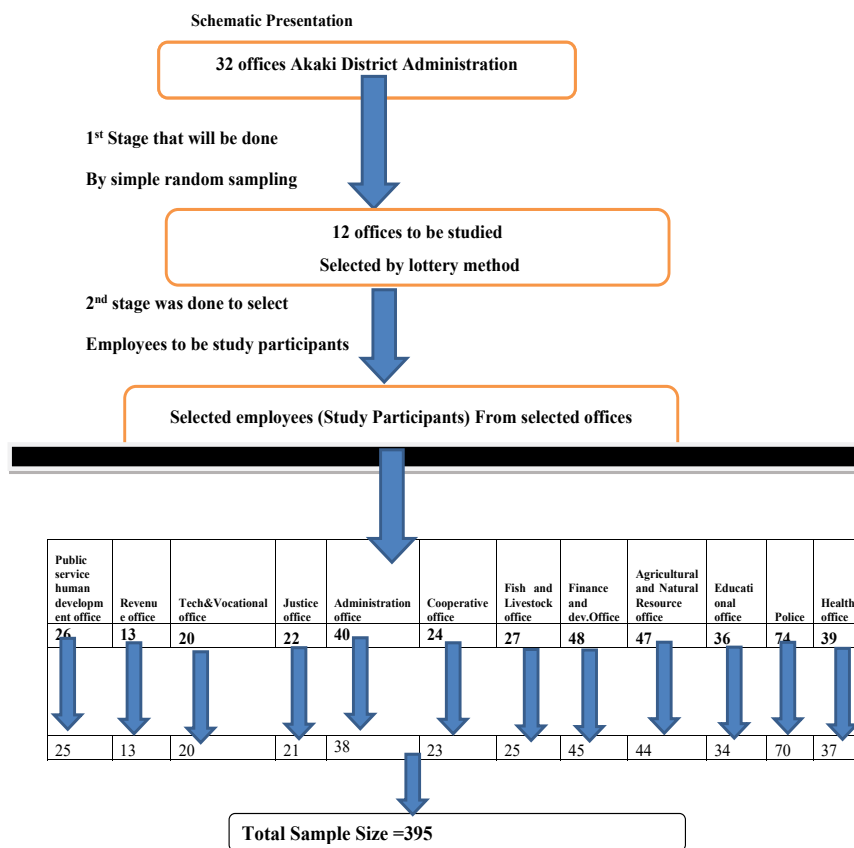 Schematic Presentation
32 offices Akaki District Administration
1st Stage that will be done
By simple random sampling
12 offices to be studied
Selected by lottery method
2nd stage was done to select
Employees to be study participants
Selected employees (Study Participants) From selected offices
Public
service
human
developm
ent office
Revenu
e office
Tech&Vocational
office
Justice
office
Administration
office
Cooperative
office
Fish and
Livestock
office
Finance
and
dev.Office
Agricultural
and Natural
Resource
office
Educati
onal
office
Police
Health
office
26 13 20 22 40 24 27 48 47 36 74 39
25 13 20 21 38 23 25 45 44 34 70 37
Total Sample Size =395